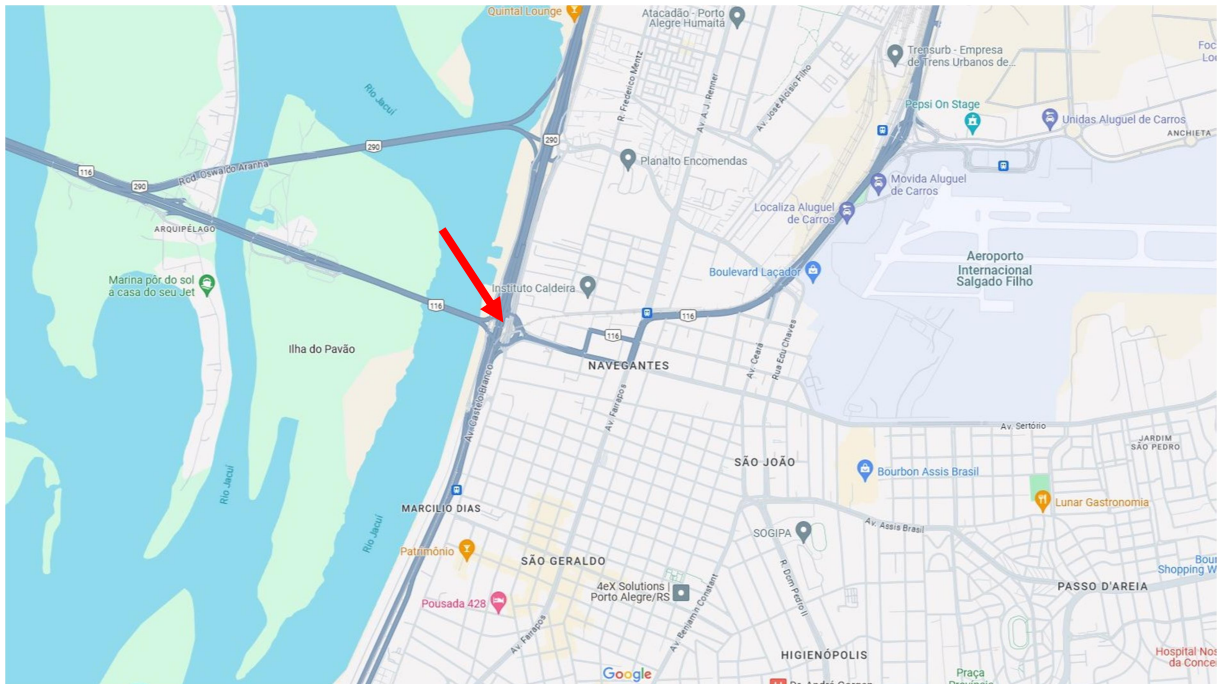 Quintal Lounge
Atacadão - Porto
Alegre Humaitá
Trensurb - Empresa
de Trens Urbanos de...
Foc
Rio Jacuí
R. Frederico Mentz
Av. A.J. Renner
Av. José Aloísio Filho
Pepsi On Stage
Unidas Aluguel de Carros
ANCHIETA
290
290
116
290
Rod. Oswaldo Aranha
Planalto Encomendas
Movida Aluguel
de Carros
Localiza Aluguel
de Carros
ARQUIPÉLAGO
Aeroporto
Internacional
Salgado Filho
Marina pôr do sol
a casa do seu Jet
Boulevard Laçador
Instituto Caldeira
116
116
116
Ilha do Pavão
NAVEGANTES
Av. Ceará
Rua Edu Chaves
Av. Castelo Branco
Av. Farrapos
Av. Sertório
JARDIM
SÃO PEDRO
SÃO JOÃO
Bourbon Assis Brasil
Rio Jacuí
Lunar Gastronomia
MARCILIO DIAS
Av. Assis Brasil
Rio Jacuí
SOGIPA
Patrimônio
SÃO GERALDO
Bou
Shopping W
4eX Solutions |
Porto Alegre/RS
R. Dom Pedro II
PASSO D'AREIA
Pousada 428
Av. Benjamin Constant
Av. Farrapos
HIGIENÓPOLIS
Hospital Nos
da Conce
Google
Praça